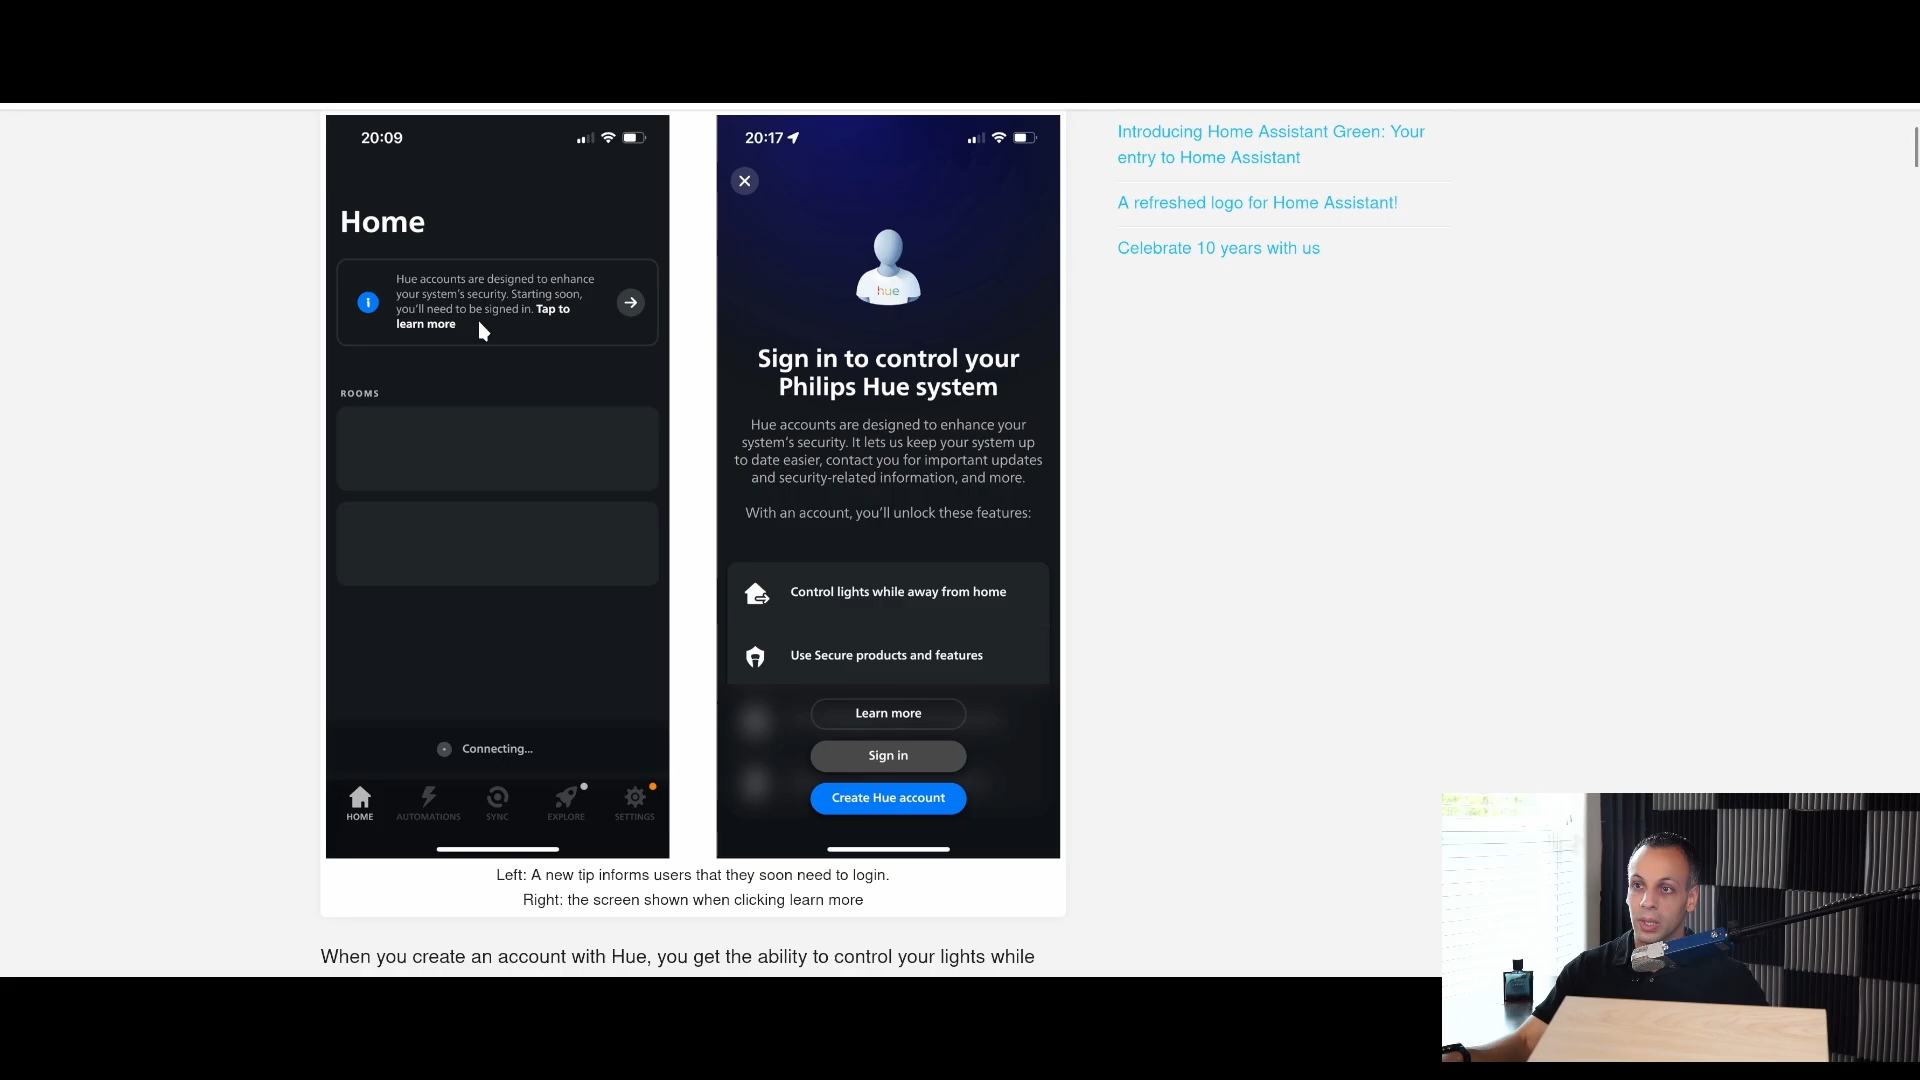 20:09
Home
Hue accounts are designed to enhance
your system's security. Starting soon,
you'll need to be signed in. Tap to
learn more
ROOMS
Connecting...
HOME
AUTOMATIONS
SYNC
EXPLORE
SETTINGS
20:17
hue
Sign in to control your
Philips Hue system
Hue accounts are designed to enhance your
system's security. It lets us keep your system up
to date easier, contact you for important updates
and security-related information, and more.
With an account, you'll unlock these features:
Control lights while away from home
Use Secure products and features
Learn more
Sign in
Create Hue account
Left: A new tip informs users that they soon need to login.
Right: the screen shown when clicking learn more
When you create an account with Hue, you get the ability to control your lights while
Introducing Home Assistant Green: Your
entry to Home Assistant
A refreshed logo for Home Assistant!
Celebrate 10 years with us